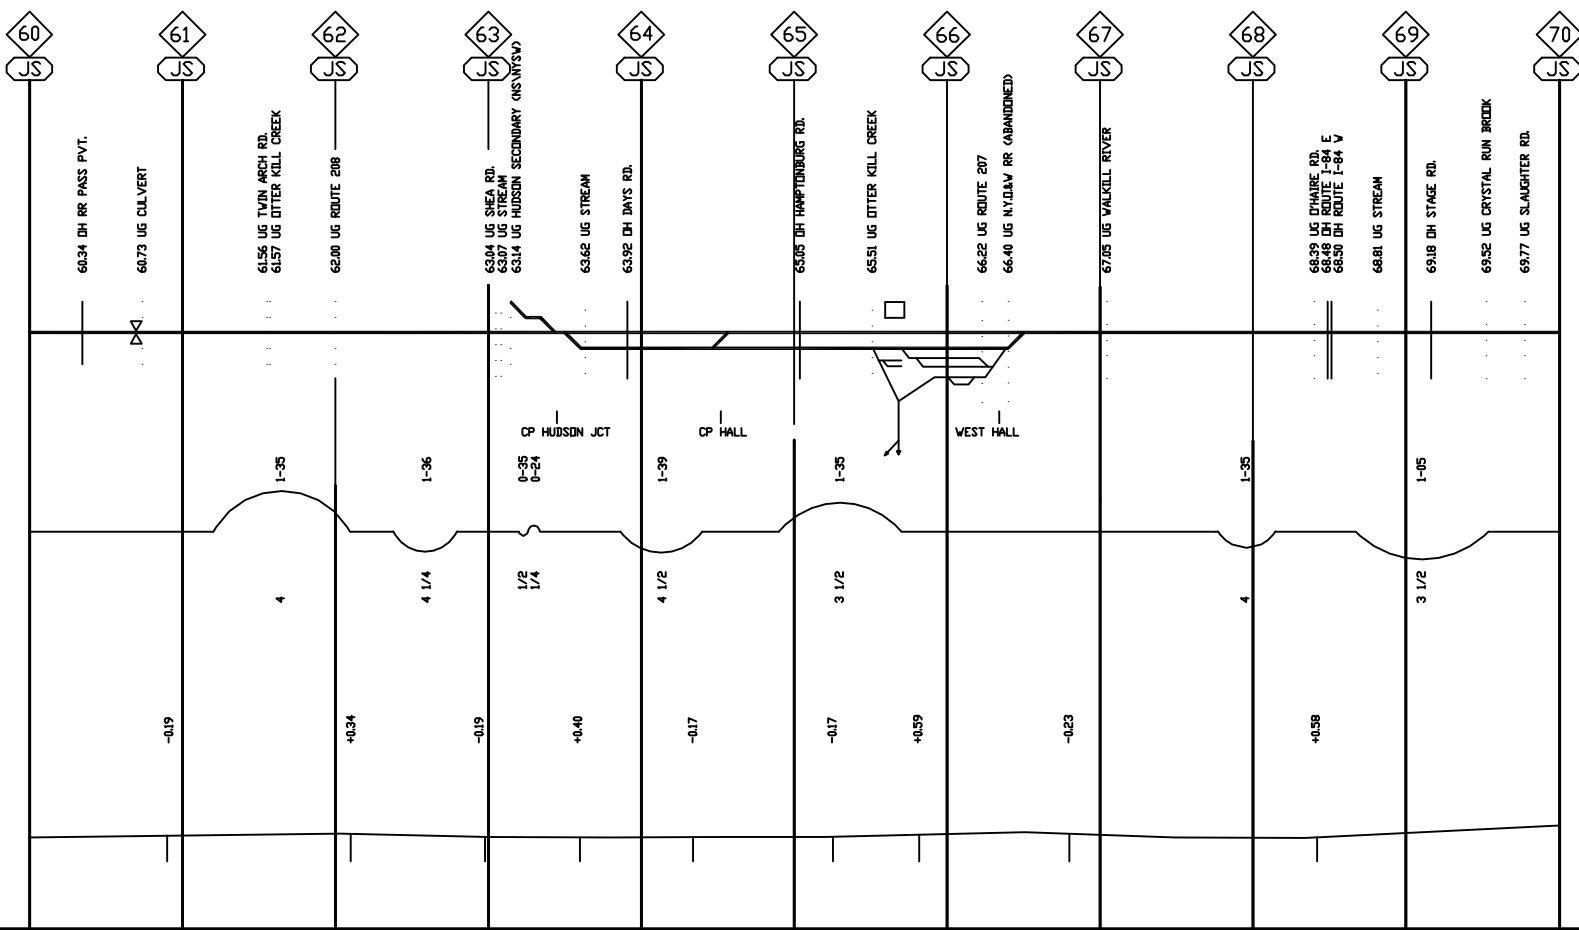 60 61 62 63 64 65 66 67 68 69 70
JS JS JS JS JS JS JS JS JS JS JS
60.34 OH RR PASS PVT.
60.73 UG CULVERT
61.56 UG TWIN ARCH RD.
61.57 UG OTTER KILL CREEK
62.00 UG ROUTE 208
63.04 UG SHEA RD.
63.07 UG STREAM
63.14 UG HUDSON SECONDARY (NS\NYSW)
63.62 UG STREAM
63.92 OH DAYS RD.
65.05 OH HAMPTONBURG RD.
65.51 UG OTTER KILL CREEK
66.22 UG ROUTE 207
66.40 UG N.Y.O.&W RR (ABANDONED)
67.05 UG WALKILL RIVER
68.39 UG O'HAIRE RD.
68.48 OH ROUTE I-84 E
68.50 OH ROUTE I-84 W
68.81 UG STREAM
69.18 OH STAGE RD.
69.52 UG CRYSTAL RUN BROOK
69.77 UG SLAUGHTER RD.
CP HUDSON JCT CP HALL WEST HALL
1-35 1-36 0-35 0-24 1-39 1-35 1-35 1-05
4 4 1/4 1/2 1/4 4 1/2 3 1/2 4 3 1/2
-0.19 +0.34 -0.19 +0.40 -0.17 -0.17 +0.59 -0.23 +0.58